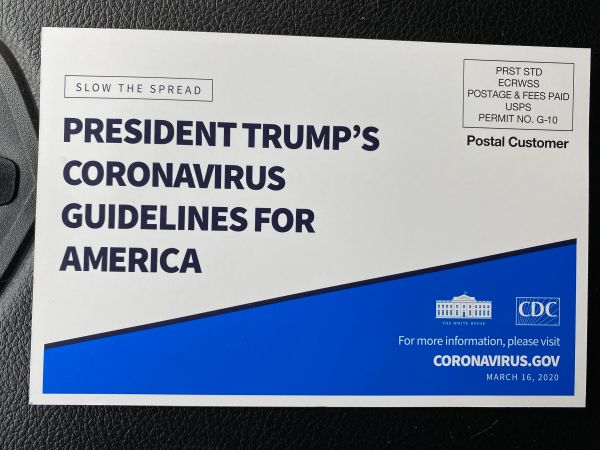 SLOW THE SPREAD
PRESIDENT TRUMP'S
CORONAVIRUS
GUIDELINES FOR
AMERICA
PRST STD
ECRWSS
POSTAGE & FEES PAID
USPS
PERMIT NO. G-10
Postal Customer
THE WHITE HOUSE
CDC
For more information, please visit
CORONAVIRUS.GOV
MARCH 16, 2020